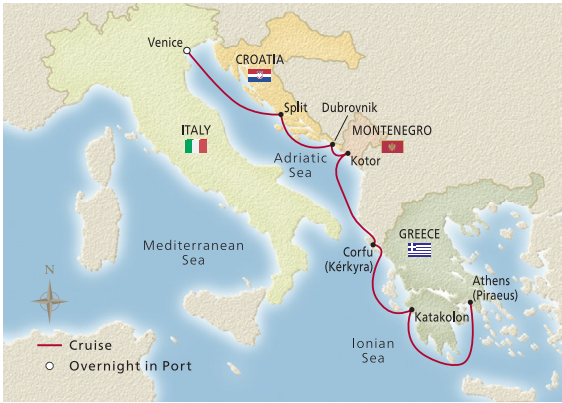 Venice
CROATIA
Split
Dubrovnik
ITALY
MONTENEGRO
Adriatic
Sea
Kotor
Mediterranean
Sea
Corfu
(Kérkyra)
GREECE
Athens
(Piraeus)
Katakolon
Ionian
Sea
N
Cruise
Overnight in Port